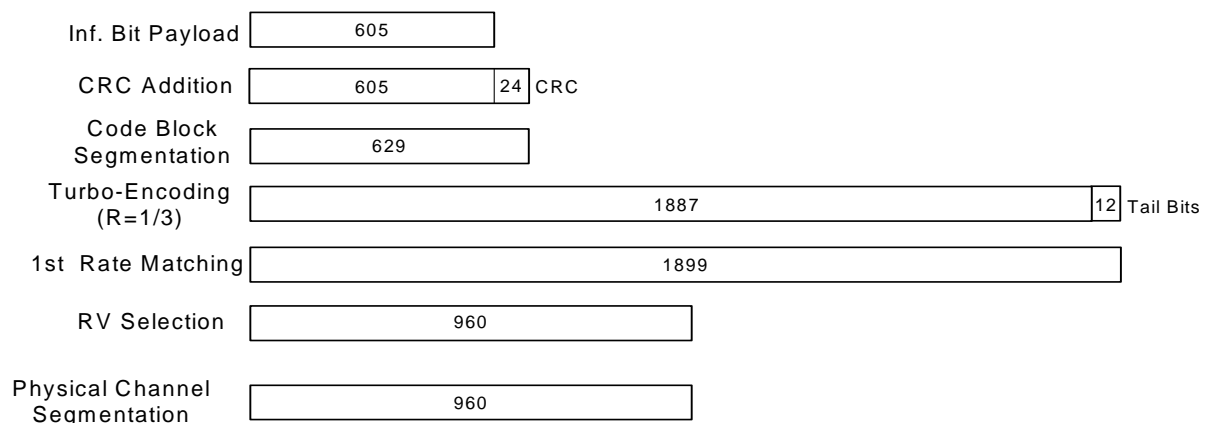 Inf. Bit Payload 605
CRC Addition 605 24 CRC
Code Block
Segmentation 629
Turbo-Encoding
(R=1/3) 1887 12 Tail Bits
1st Rate Matching 1899
RV Selection 960
Physical Channel
Segmentation 960